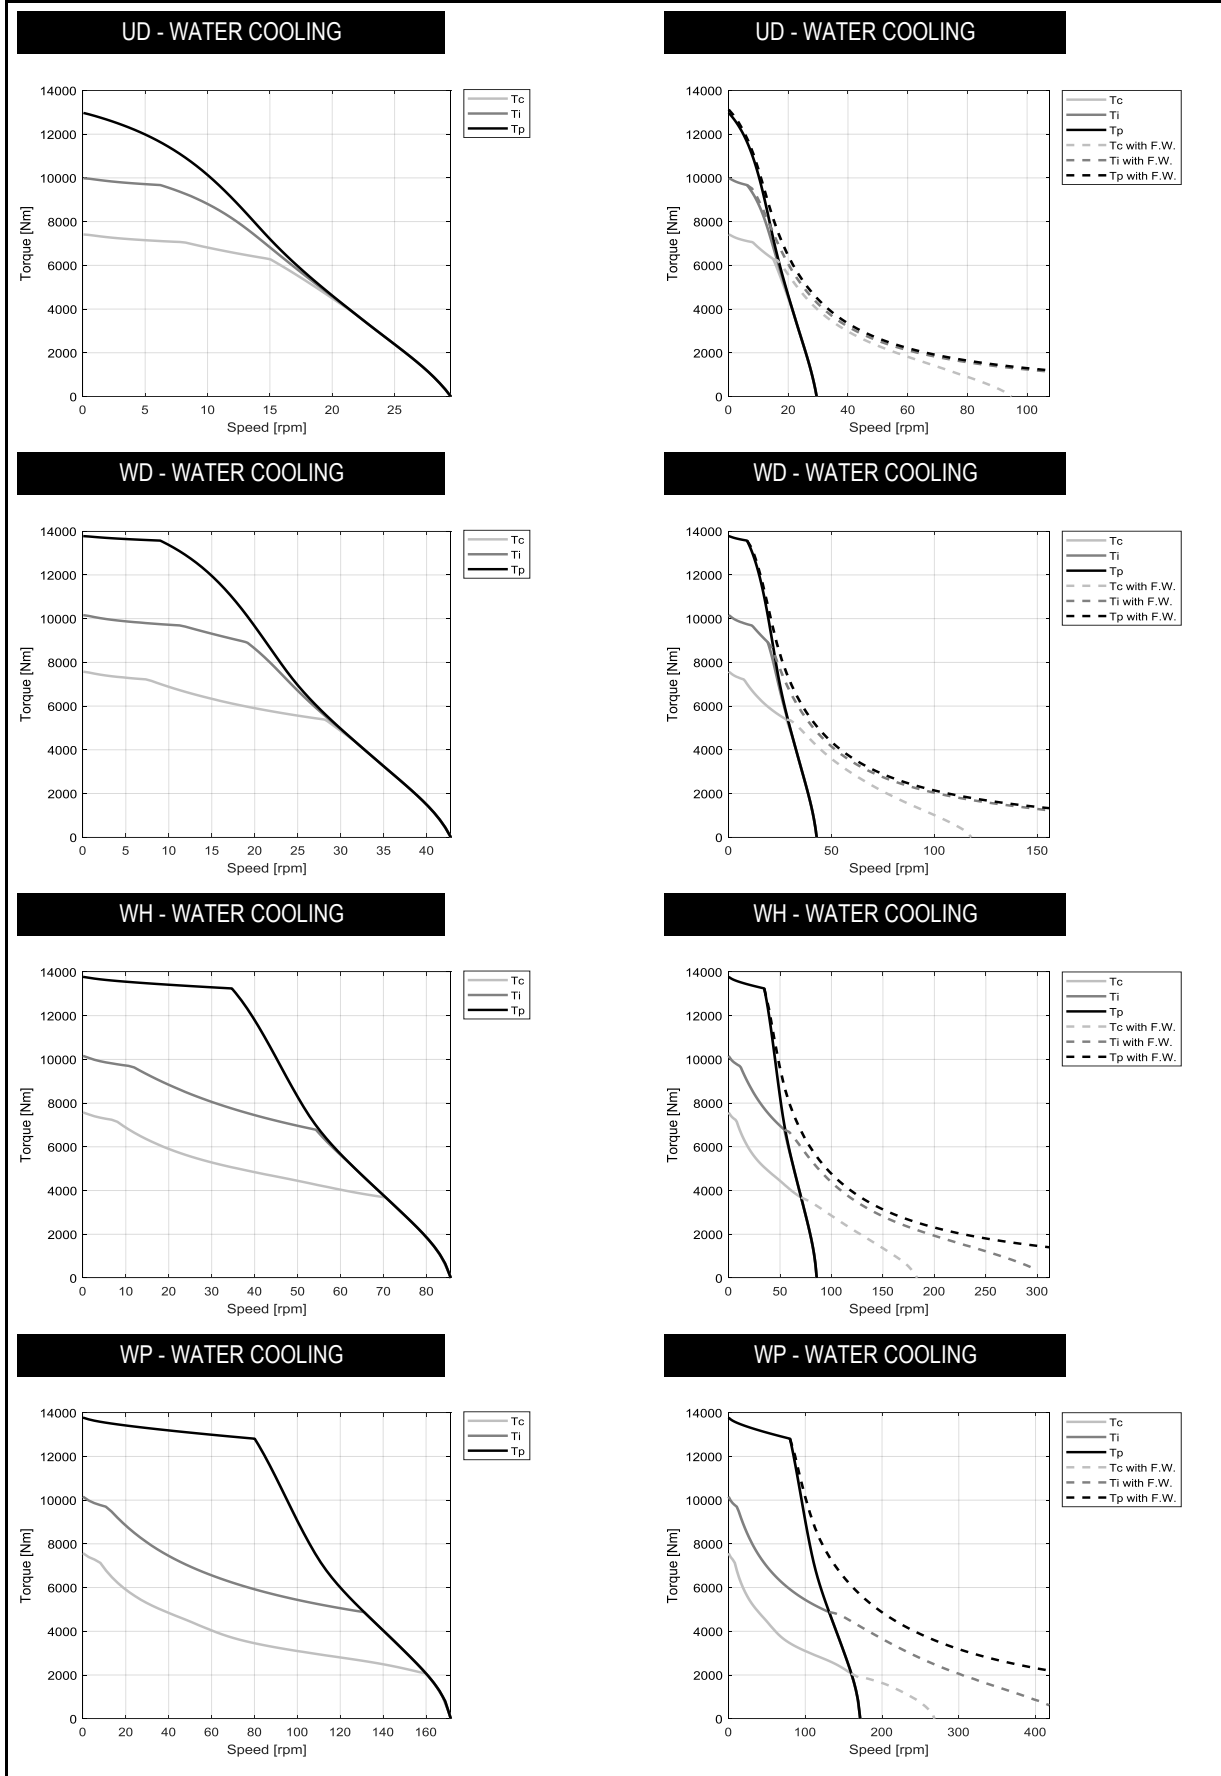 UD - WATER COOLING
14000
12000
10000
8000
6000
4000
2000
0
Torque [Nm]
0 5 10 15 20 25
Speed [rpm]
Tc
Ti
Tp
UD - WATER COOLING
14000
12000
10000
8000
6000
4000
2000
0
Torque [Nm]
0 20 40 60 80 100
Speed [rpm]
Tc
Ti
Tp
Tc with F.W.
Ti with F.W.
Tp with F.W.
WD - WATER COOLING
14000
12000
10000
8000
6000
4000
2000
0
Torque [Nm]
0 5 10 15 20 25 30 35 40
Speed [rpm]
Tc
Ti
Tp
WD - WATER COOLING
14000
12000
10000
8000
6000
4000
2000
0
Torque [Nm]
0 50 100 150
Speed [rpm]
Tc
Ti
Tp
Tc with F.W.
Ti with F.W.
Tp with F.W.
WH - WATER COOLING
14000
12000
10000
8000
6000
4000
2000
0
Torque [Nm]
0 10 20 30 40 50 60 70 80
Speed [rpm]
Tc
Ti
Tp
WH - WATER COOLING
14000
12000
10000
8000
6000
4000
2000
0
Torque [Nm]
0 50 100 150 200 250 300
Speed [rpm]
Tc
Ti
Tp
Tc with F.W.
Ti with F.W.
Tp with F.W.
WP - WATER COOLING
14000
12000
10000
8000
6000
4000
2000
0
Torque [Nm]
0 20 40 60 80 100 120 140 160
Speed [rpm]
Tc
Ti
Tp
WP - WATER COOLING
14000
12000
10000
8000
6000
4000
2000
0
Torque [Nm]
0 100 200 300 400
Speed [rpm]
Tc
Ti
Tp
Tc with F.W.
Ti with F.W.
Tp with F.W.